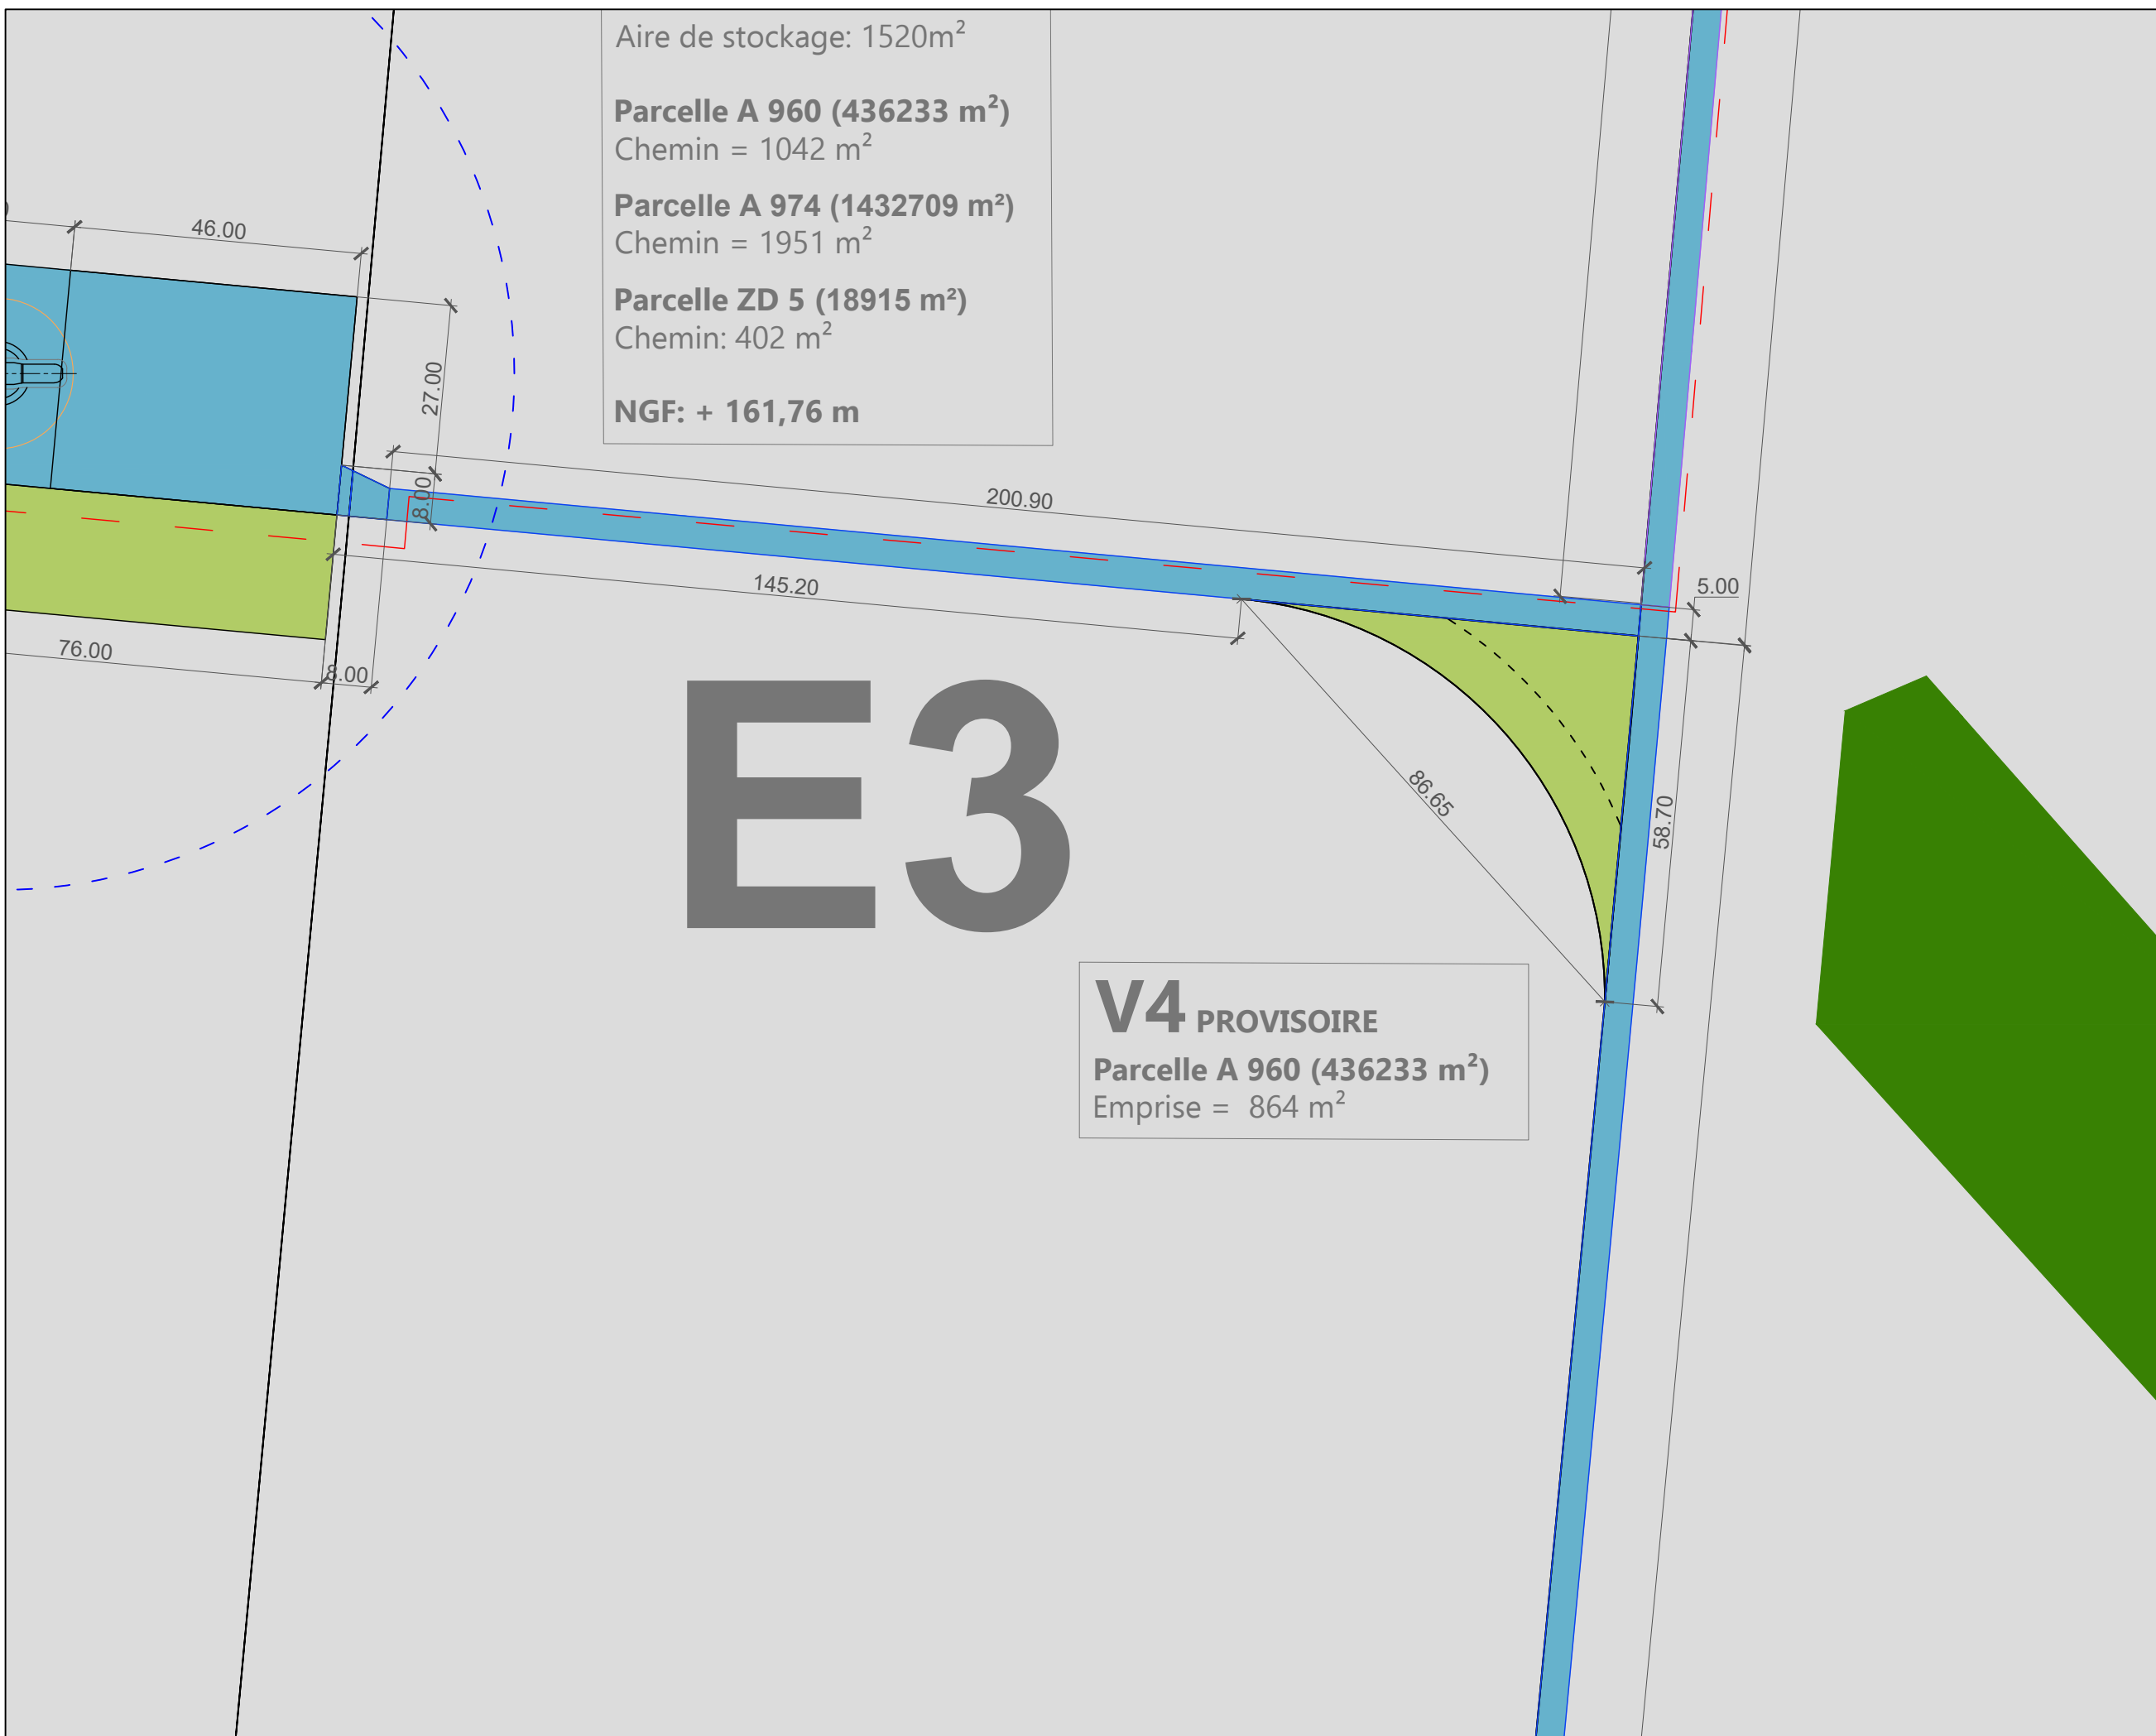 Aire de stockage: 1520m²
Parcelle A 960 (436233 m²)
Chemin = 1042 m²
Parcelle A 974 (1432709 m²)
Chemin = 1951 m²
Parcelle ZD 5 (18915 m²)
Chemin: 402 m²
NGF: + 161,76 m
46.00
27.00
8.00
200.90
5.00
145.20
76.00
8.00
86.65
58.70
E3
V4 PROVISOIRE
Parcelle A 960 (436233 m²)
Emprise = 864 m²